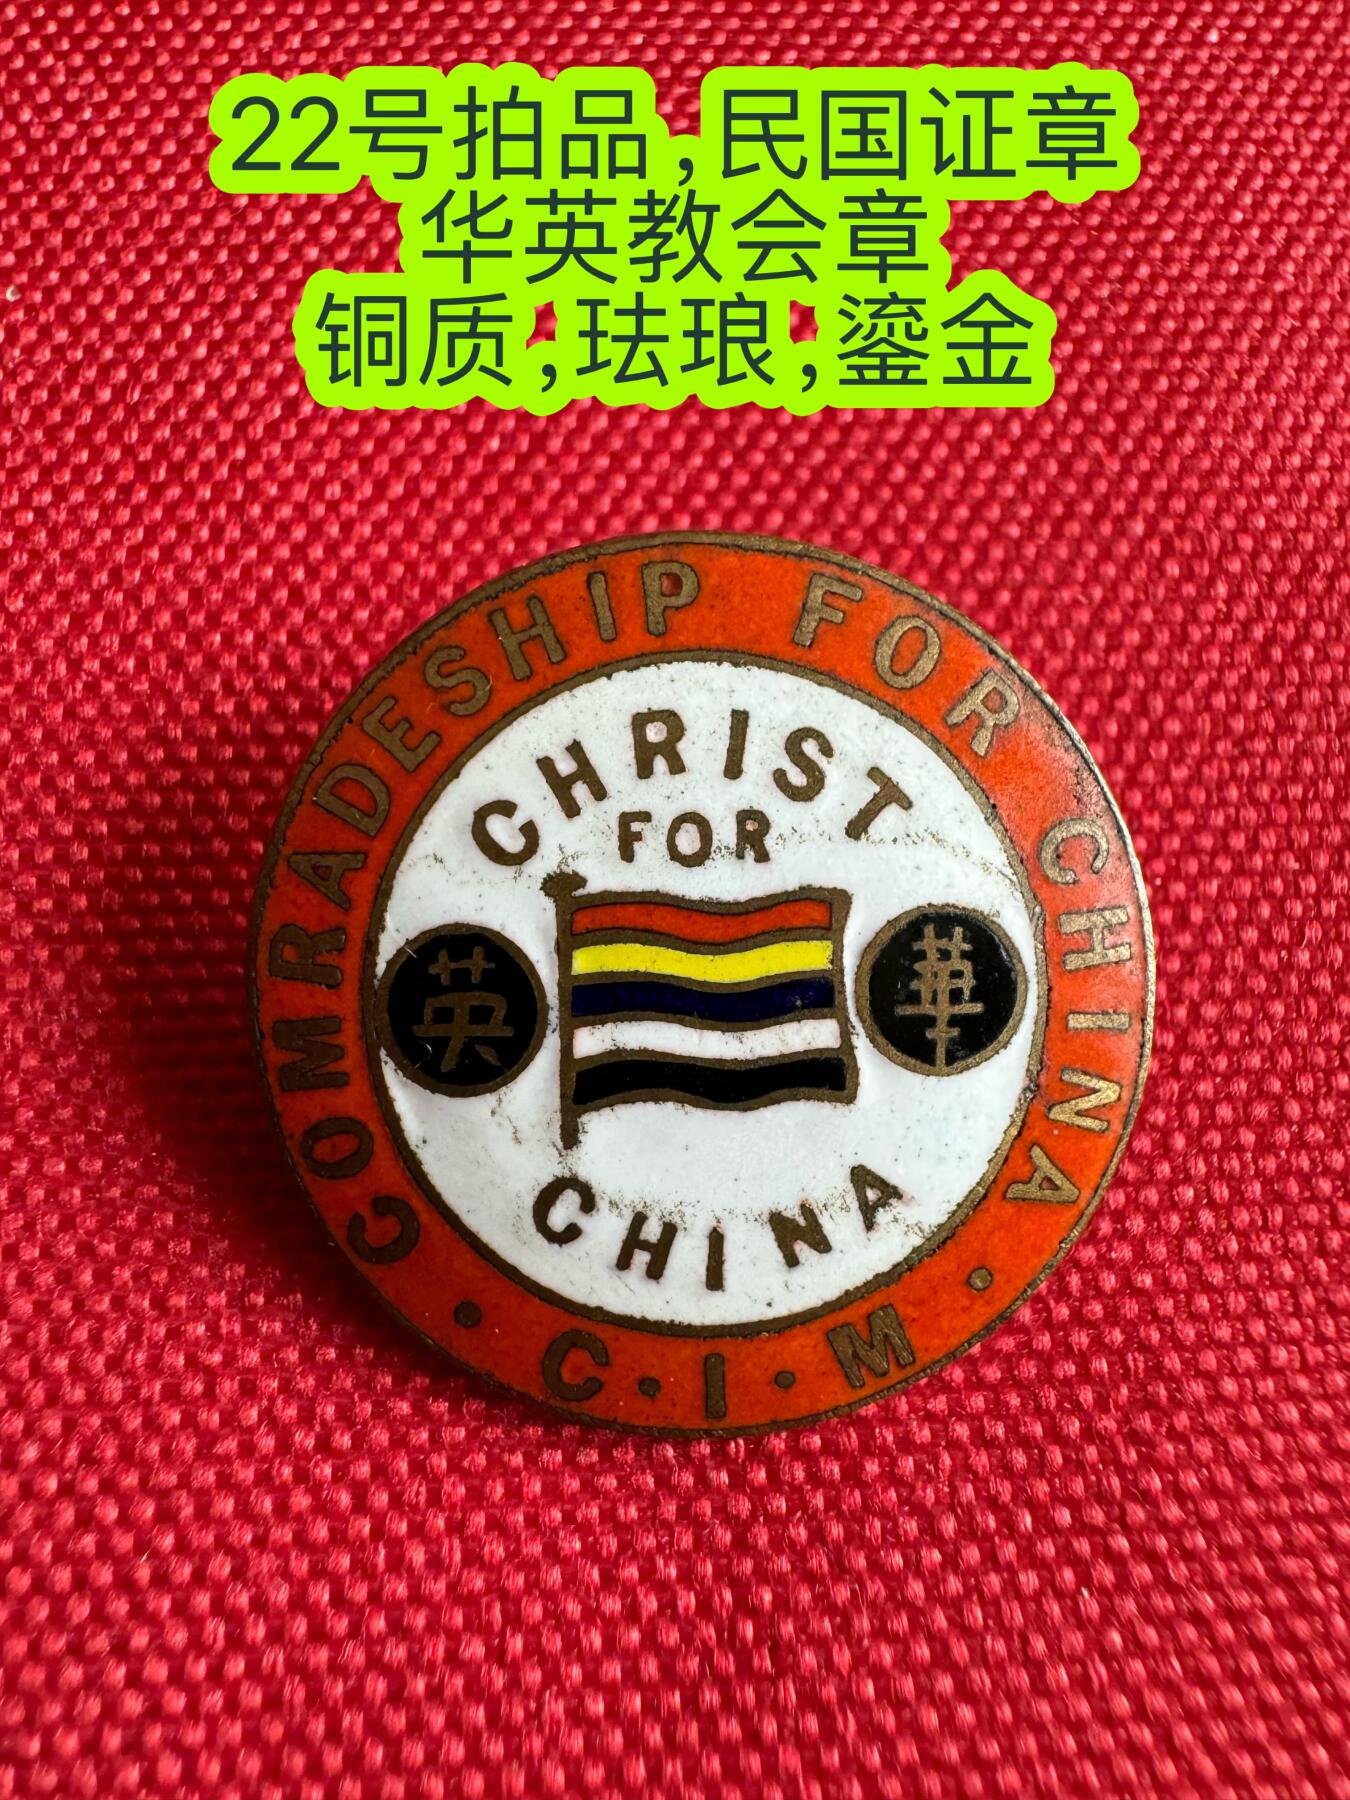 22号拍品,民国证章
华英教会章
铜质,珐琅,鎏金
COMRADESHIP FOR CHINA
CHRIST
FOR
英 華
CHINA
· C · I · M ·